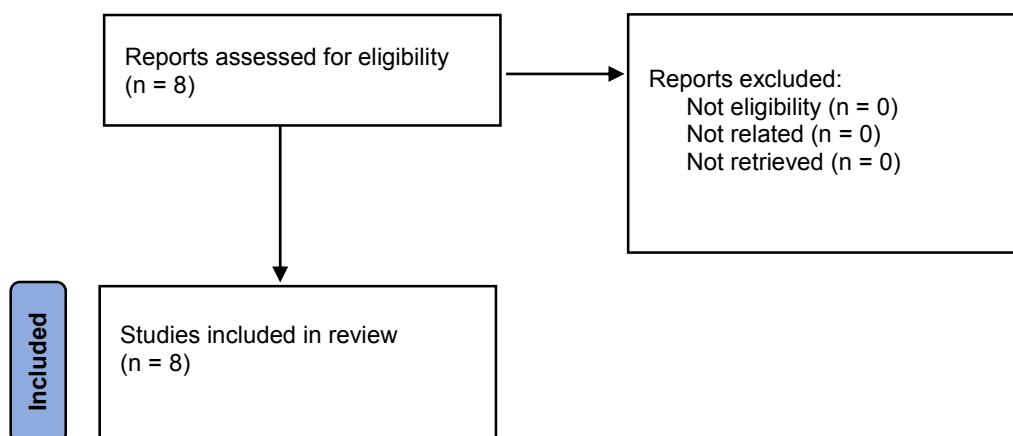 Reports assessed for eligibility
(n = 8)
Reports excluded:
Not eligibility (n = 0)
Not related (n = 0)
Not retrieved (n = 0)
Included
Studies included in review
(n = 8)